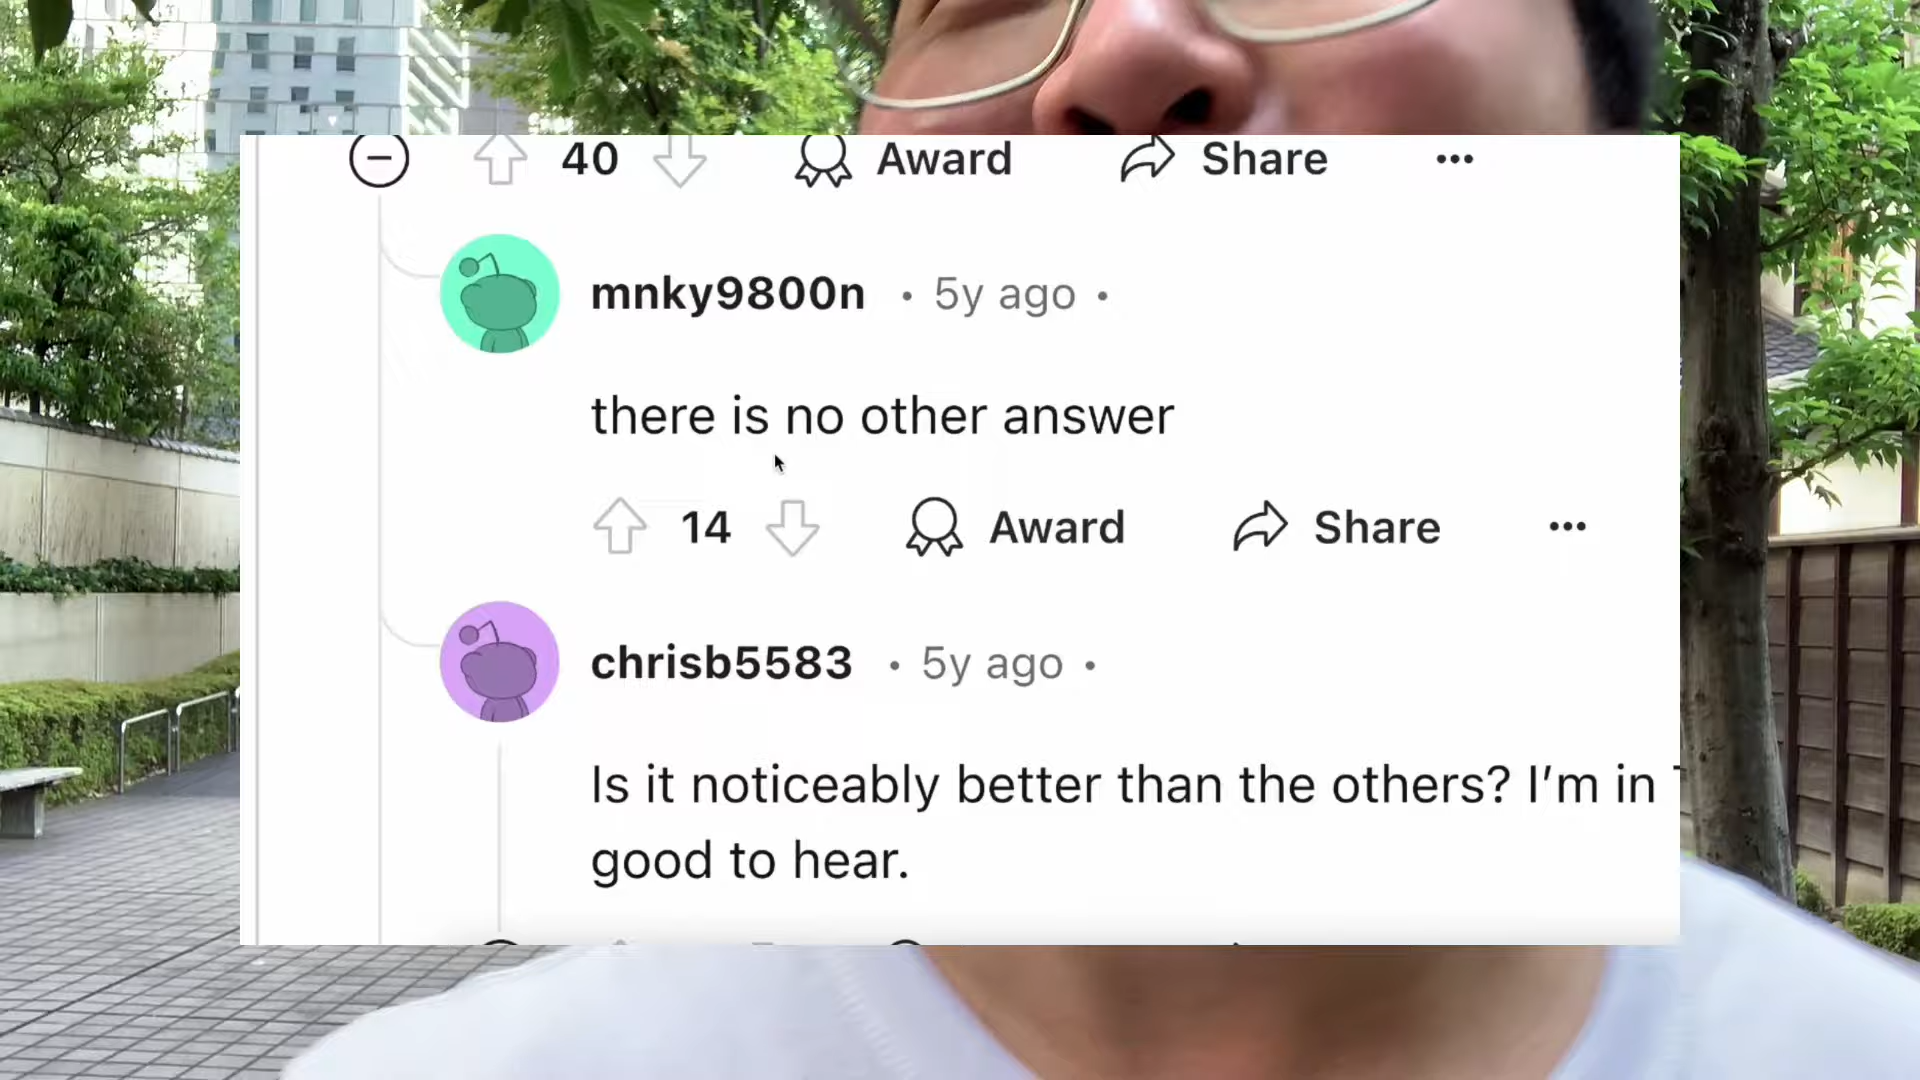 40 Award Share
mnky9800n • 5y ago •
there is no other answer
14 Award Share
chrisb5583 • 5y ago •
Is it noticeably better than the others? I’m in
good to hear.